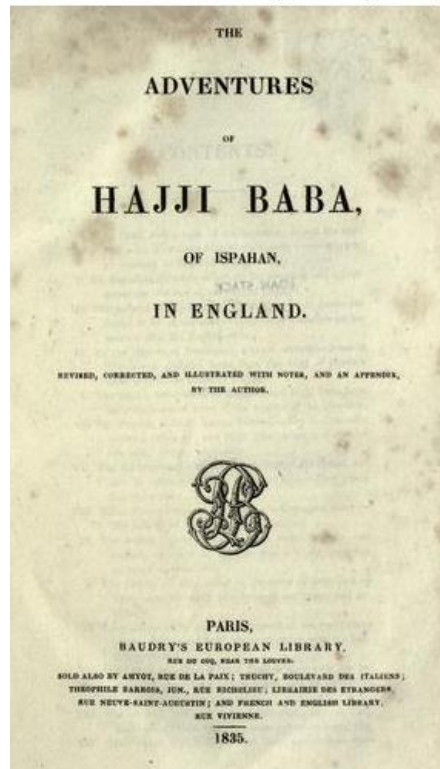 THE
ADVENTURES
OF
HAJJI BABA,
OF ISPAHAN,
IN ENGLAND.
REVISED, CORRECTED, AND ILLUSTRATED WITH NOTES, AND AN APPENDIX,
BY THE AUTHOR.
PARIS,
BAUDRY'S EUROPEAN LIBRARY,
RUE DU COQ, NEAR THE LOUVRE.
SOLD ALSO BY AMYOT, RUE DE LA PAIX; TRUCHY, BOULEVARD DES ITALIENS;
THEOPHILE BARROIS, JUN., RUE RICHELIEU; LIBRAIRIE DES ETRANGERS,
RUE NEUVE-SAINT-AUGUSTIN; AND FRENCH AND ENGLISH LIBRARY,
RUE VIVIENNE.
1835.